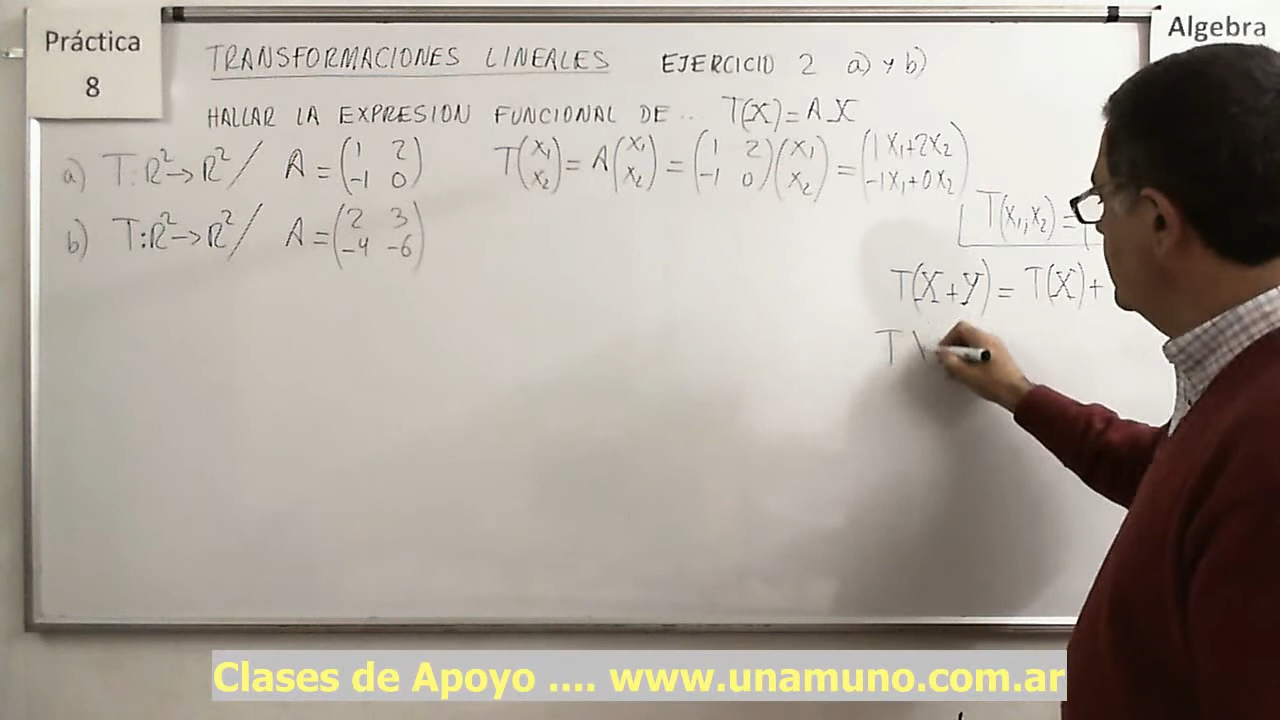 Práctica
8
Algebra
TRANSFORMACIONES LINEALES EJERCICIO 2 a) y b)
HALLAR LA EXPRESION FUNCIONAL DE ... T(X) = A X
a) T: R² → R² / A = (1 2; -1 0) T(x₁; x₂) = A(x₁; x₂) = (1 2; -1 0)(x₁; x₂) = (1x₁+2x₂; -1x₁+0x₂)
T(x₁,x₂) = (
b) T: R² → R² / A = (2 3; -4 -6)
T(X+Y) = T(X)+
T
Clases de Apoyo .... www.unamuno.com.ar